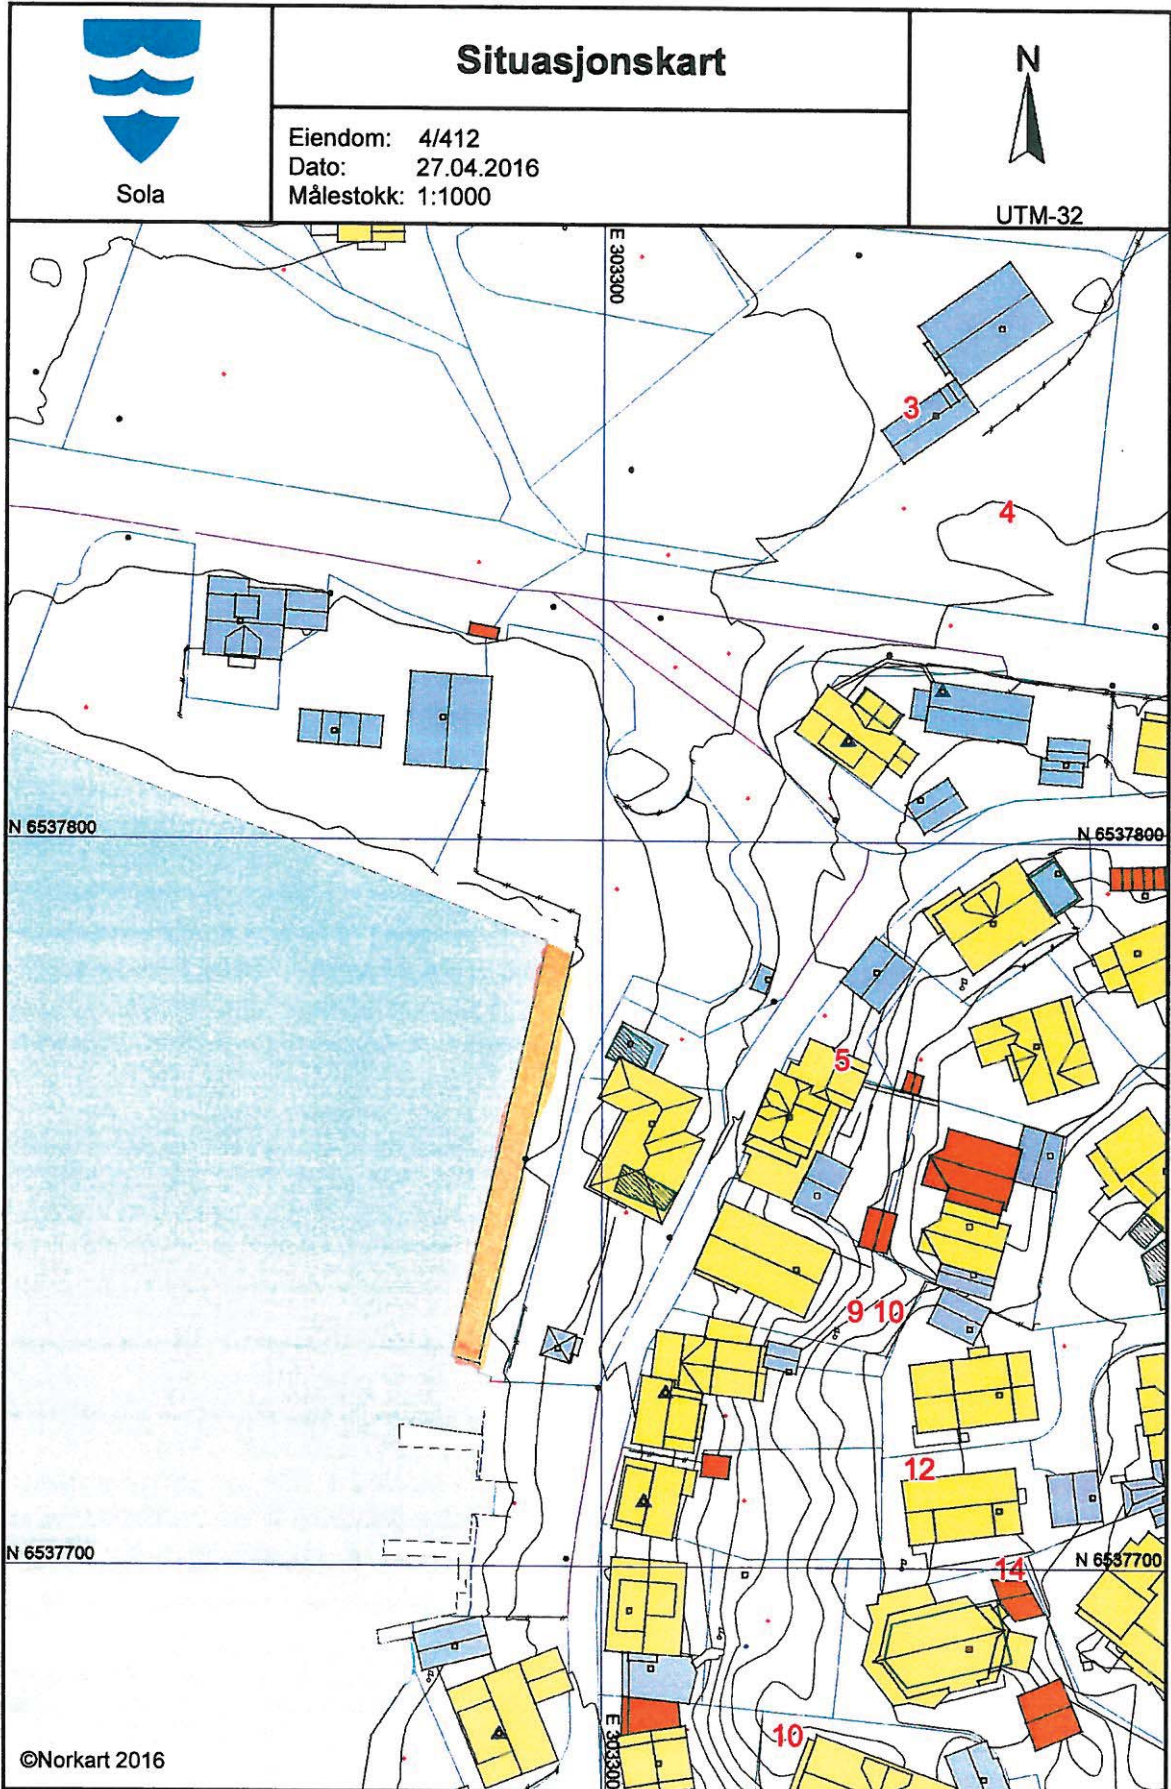 Situasjonskart
Eiendom: 4/412
Dato: 27.04.2016
Målestokk: 1:1000
Sola
N
UTM-32
E 303300
3
4
N 6537800
N 6537800
5
9 10
12
N 6537700
N 6537700
14
E 303300
10
©Norkart 2016